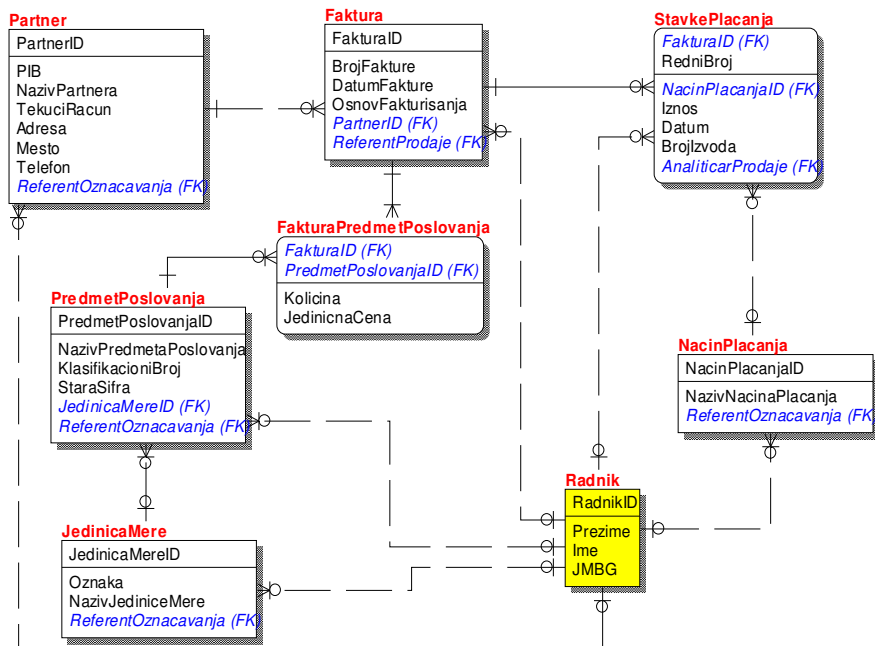 Partner
PartnerID
PIB
NazivPartnera
TekuciRacun
Adresa
Mesto
Telefon
ReferentOznacavanja (FK)
Faktura
FakturaID
BrojFakture
DatumFakture
OsnovFakturisanja
PartnerID (FK)
ReferentProdaje (FK)
StavkePlacanja
FakturaID (FK)
RedniBroj
NacinPlacanjaID (FK)
Iznos
Datum
BrojIzvoda
AnaliticarProdaje (FK)
FakturaPredmetPoslovanja
FakturaID (FK)
PredmetPoslovanjaID (FK)
Kolicina
JedinicnaCena
PredmetPoslovanja
PredmetPoslovanjaID
NazivPredmetaPoslovanja
KlasifikacioniBroj
StaraSifra
JedinicaMereID (FK)
ReferentOznacavanja (FK)
NacinPlacanja
NacinPlacanjaID
NazivNacinaPlacanja
ReferentOznacavanja (FK)
Radnik
RadnikID
Prezime
Ime
JMBG
JedinicaMere
JedinicaMereID
Oznaka
NazivJediniceMere
ReferentOznacavanja (FK)